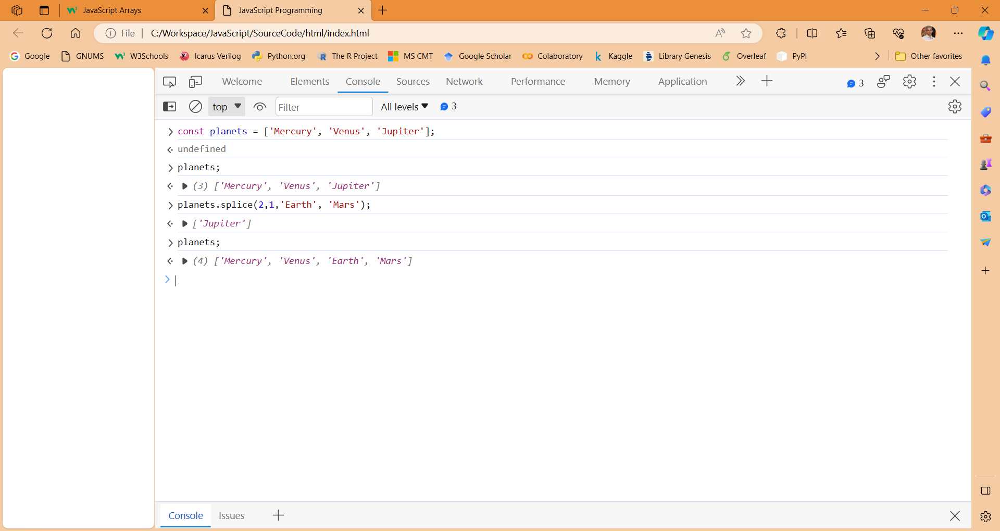 JavaScript Arrays
JavaScript Programming
File
C:/Workspace/JavaScript/SourceCode/html/index.html
Google GNUMS W3Schools Icarus Verilog Python.org The R Project MS CMT Google Scholar Colaboratory Kaggle Library Genesis Overleaf PyPI Other favorites
Welcome Elements Console Sources Network Performance Memory Application 3
top Filter All levels 3
const planets = ['Mercury', 'Venus', 'Jupiter'];
undefined
planets;
(3) ['Mercury', 'Venus', 'Jupiter']
planets.splice(2,1,'Earth', 'Mars');
['Jupiter']
planets;
(4) ['Mercury', 'Venus', 'Earth', 'Mars']
Console Issues